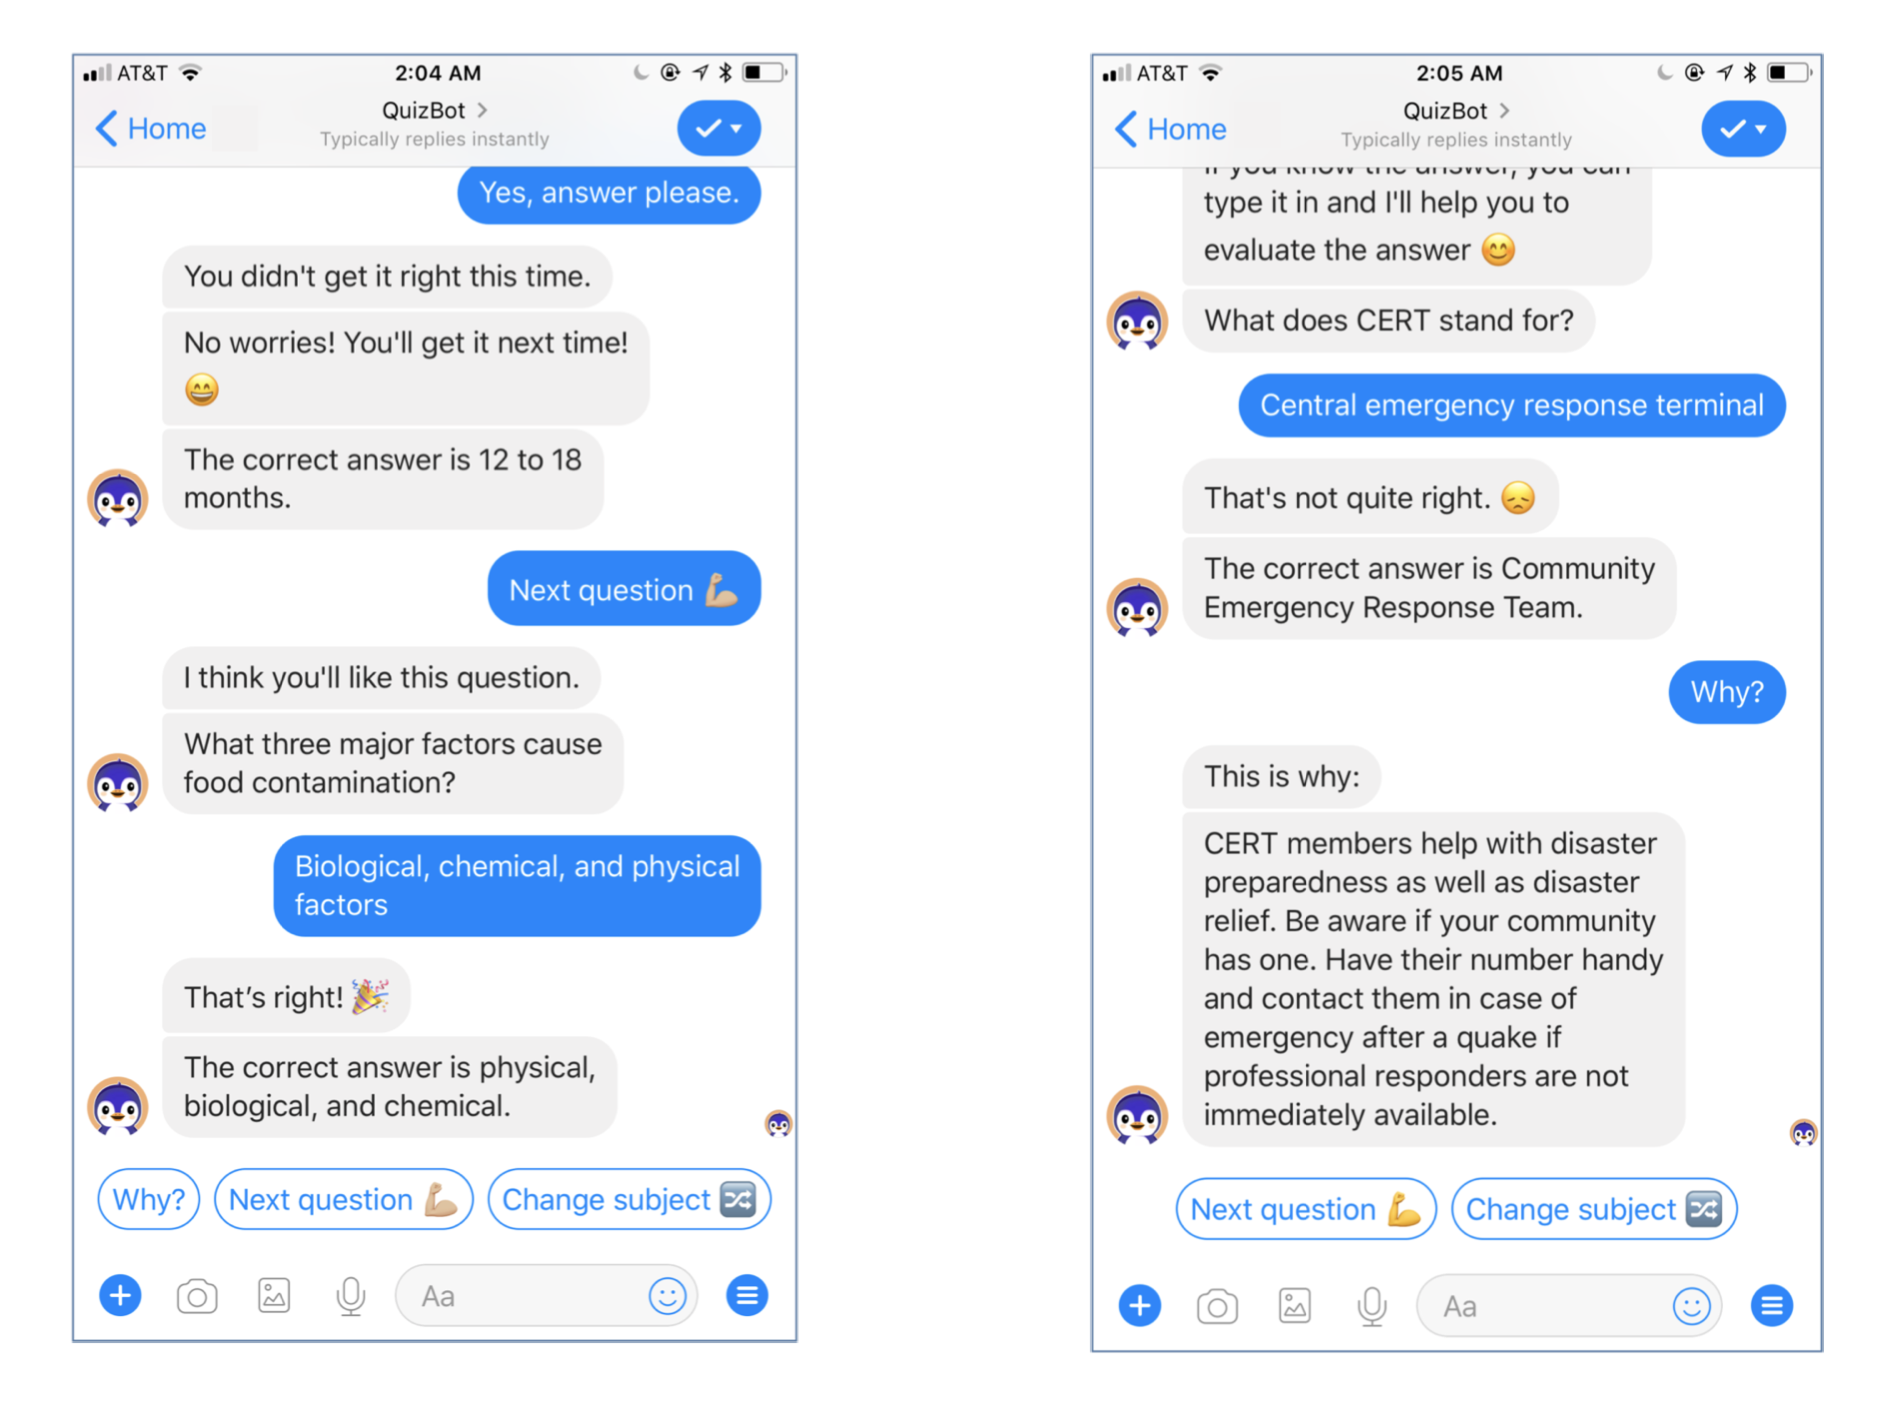 AT&T
2:04 AM
Home
QuizBot >
Typically replies instantly
Yes, answer please.
You didn't get it right this time.
No worries! You'll get it next time!
😄
The correct answer is 12 to 18
months.
Next question 💪🏼
I think you'll like this question.
What three major factors cause
food contamination?
Biological, chemical, and physical
factors
That’s right! 🎉
The correct answer is physical,
biological, and chemical.
Why?
Next question 💪🏼
Change subject 🔀
Aa
AT&T
2:05 AM
Home
QuizBot >
Typically replies instantly
If you know the answer, you can
type it in and I'll help you to
evaluate the answer 😊
What does CERT stand for?
Central emergency response terminal
That's not quite right. 😞
The correct answer is Community
Emergency Response Team.
Why?
This is why:
CERT members help with disaster
preparedness as well as disaster
relief. Be aware if your community
has one. Have their number handy
and contact them in case of
emergency after a quake if
professional responders are not
immediately available.
Next question 💪
Change subject 🔀
Aa